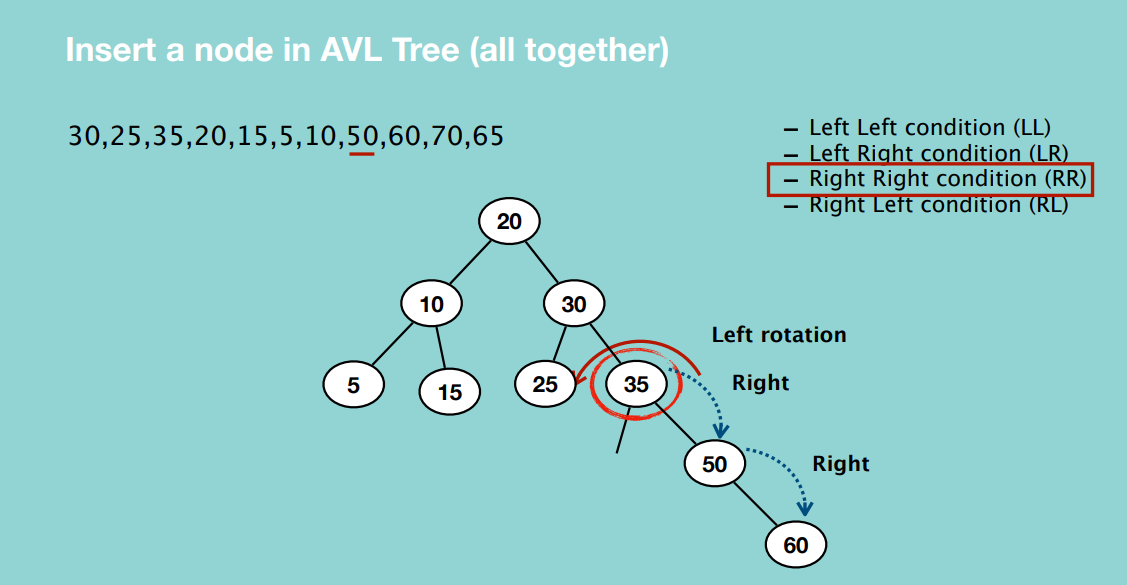 Insert a node in AVL Tree (all together)
30,25,35,20,15,5,10,50,60,70,65
– Left Left condition (LL)
– Left Right condition (LR)
– Right Right condition (RR)
– Right Left condition (RL)
20
10
30
Left rotation
5
15
25
35
Right
50
Right
60